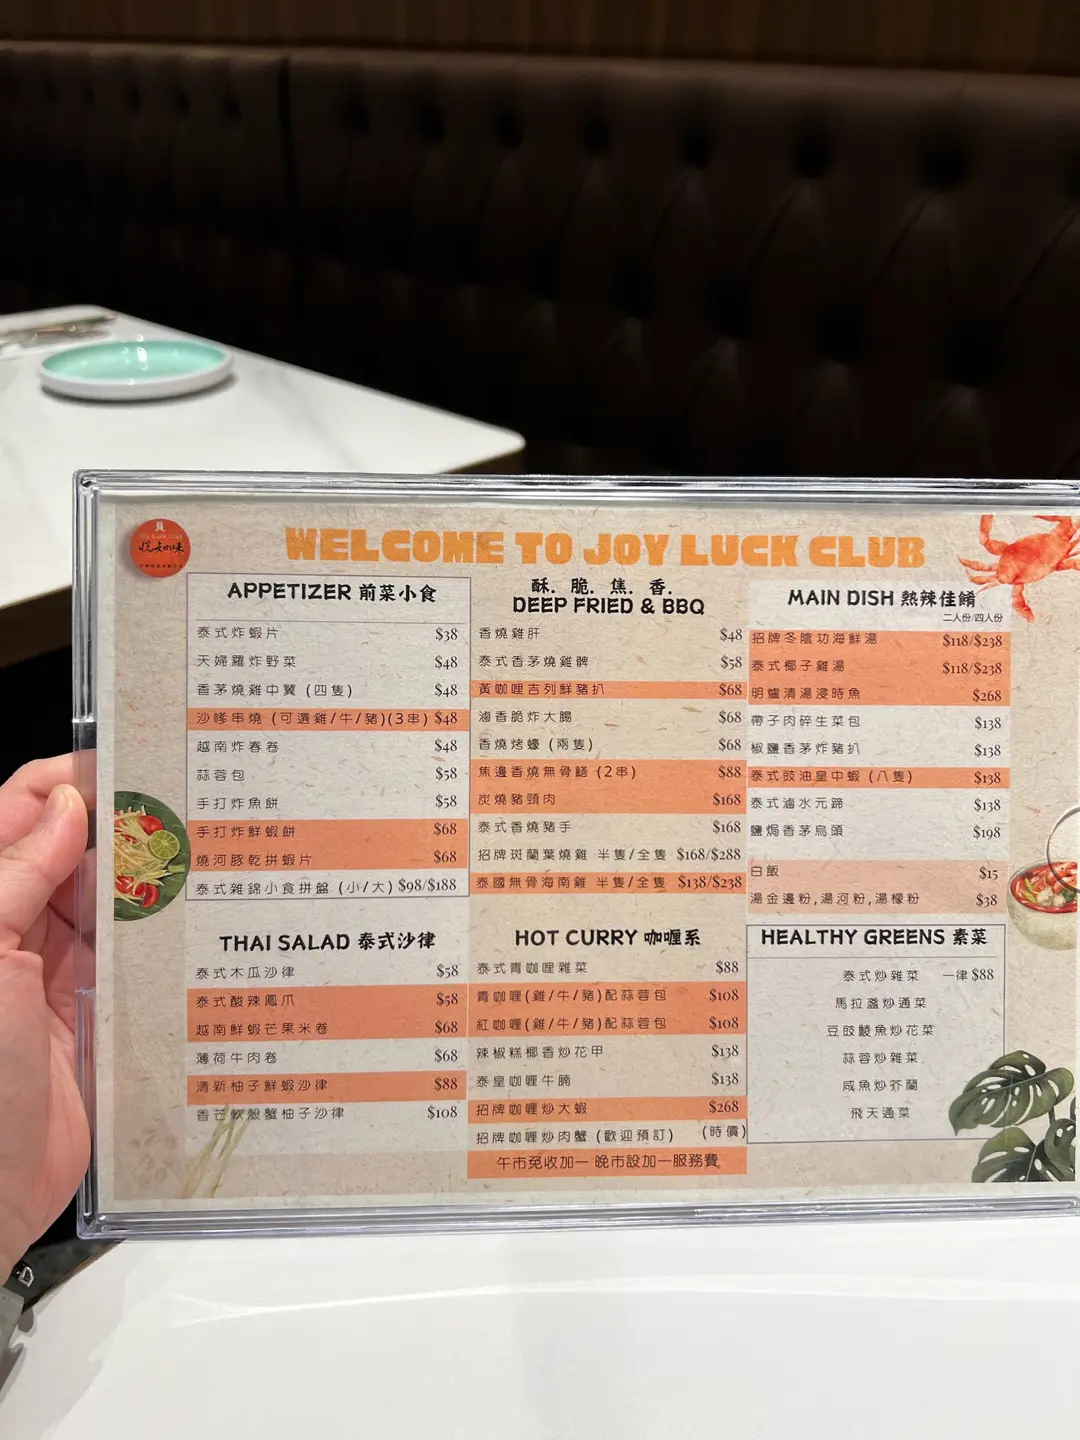 Joy Luck Club
悅知味
WELCOME TO JOY LUCK CLUB
APPETIZER 前菜小食
泰式炸蝦片 $38
天婦羅炸野菜 $48
香茅燒雞中翼 (四隻) $48
沙嗲串燒 (可選雞/牛/豬)(3串) $48
越南炸春卷 $48
蒜蓉包 $58
手打炸魚餅 $58
手打炸鮮蝦餅 $68
燒河豚乾拼蝦片 $68
泰式雜錦小食拼盤 (小/大) $98/$188
THAI SALAD 泰式沙律
泰式木瓜沙律 $58
泰式酸辣鳳爪 $58
越南鮮蝦芒果米卷 $68
薄荷牛肉卷 $68
清新柚子鮮蝦沙律 $88
香芒軟殼蟹柚子沙律 $108
酥. 脆. 焦. 香.
DEEP FRIED & BBQ
香燒雞肝 $48
泰式香茅燒雞髀 $58
黃咖喱吉列鮮豬扒 $68
滷香脆炸大腸 $68
香燒烤蠔 (兩隻) $68
焦邊香燒無骨鱔 (2串) $88
炭燒豬頸肉 $168
泰式香燒豬手 $168
招牌斑蘭葉燒雞 半隻/全隻 $168/$288
泰國無骨海南雞 半隻/全隻 $138/$238
HOT CURRY 咖喱系
泰式青咖哩雜菜 $88
青咖喱(雞/牛/豬)配蒜蓉包 $108
紅咖喱(雞/牛/豬)配蒜蓉包 $108
辣椒糕椰香炒花甲 $138
泰皇咖喱牛腩 $138
招牌咖喱炒大蝦 $268
招牌咖喱炒肉蟹 (歡迎預訂) (時價)
午市免收加一 晚市設加一服務費
MAIN DISH 熱辣佳餚
二人份/四人份
招牌冬陰功海鮮湯 $118/$238
泰式椰子雞湯 $118/$238
明爐清湯浸時魚 $268
帶子肉碎生菜包 $138
椒鹽香茅炸豬扒 $138
泰式豉油皇中蝦 (八隻) $138
泰式滷水元蹄 $138
鹽焗香茅烏頭 $198
白飯 $15
湯金邊粉,湯河粉,湯檬粉 $38
HEALTHY GREENS 素菜
泰式炒雜菜 一律 $88
馬拉盞炒通菜
豆豉鯪魚炒花菜
蒜蓉炒雜菜
咸魚炒芥蘭
飛天通菜